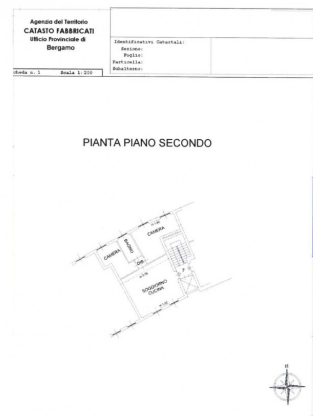 Agenzia del Territorio
CATASTO FABBRICATI
Ufficio Provinciale di
Bergamo
Scheda n. 1 Scala 1:200
Identificativi Catastali:
Sezione:
Foglio:
Particella:
Subalterno:
PIANTA PIANO SECONDO
CAMERA
BAGNO
CAMERA
DIS.
SOGGIORNO
CUCINA
N